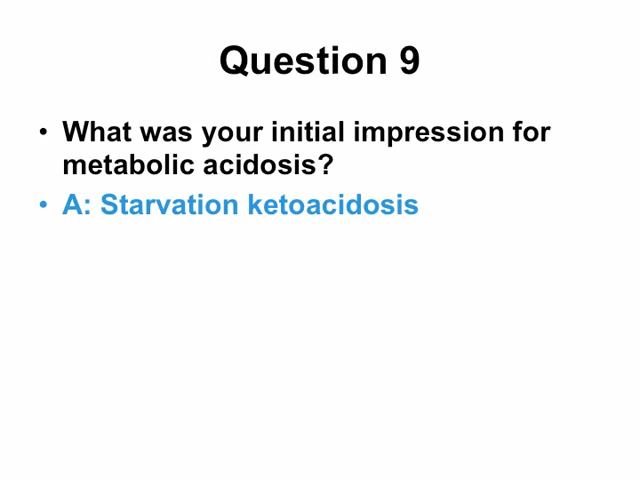 Question 9
• What was your initial impression for
metabolic acidosis?
• A: Starvation ketoacidosis